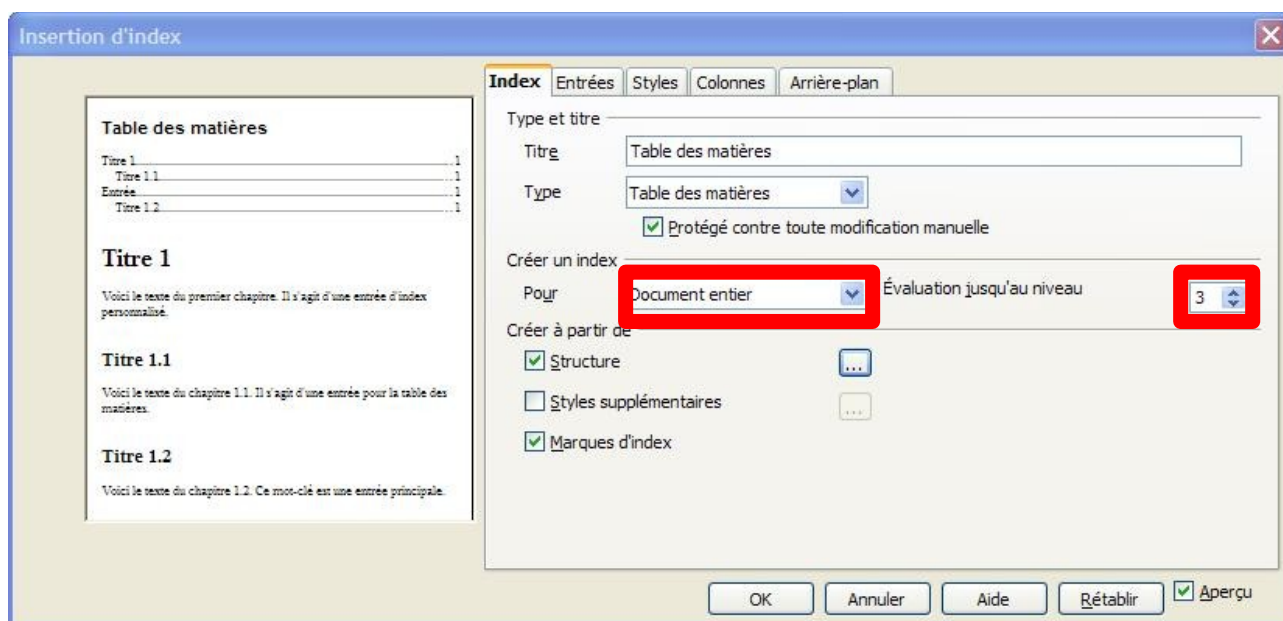 Insertion d'index
Table des matières
Titre 1 1
Titre 1.1 1
Entrée 1
Titre 1.2 1
Titre 1
Voici le texte du premier chapitre. Il s'agit d'une entrée d'index
personnalisé.
Titre 1.1
Voici le texte du chapitre 1.1. Il s'agit d'une entrée pour la table des
matières.
Titre 1.2
Voici le texte du chapitre 1.2. Ce mot-clé est une entrée principale.
Index Entrées Styles Colonnes Arrière-plan
Type et titre
Titre Table des matières
Type Table des matières
Protégé contre toute modification manuelle
Créer un index
Pour Document entier Évaluation jusqu'au niveau 3
Créer à partir de
Structure ...
Styles supplémentaires ...
Marques d'index
OK Annuler Aide Rétablir Aperçu